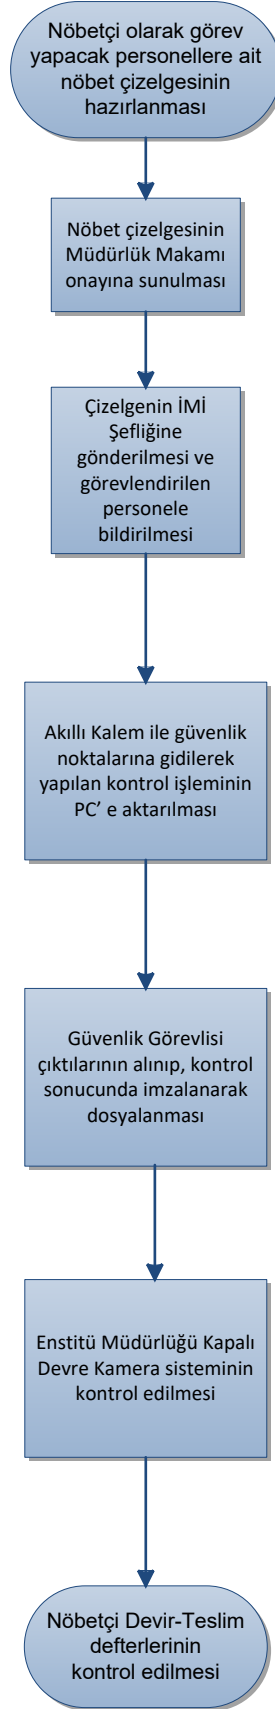 Nöbetçi olarak görev
yapacak personellere ait
nöbet çizelgesinin
hazırlanması
Nöbet çizelgesinin
Müdürlük Makamı
onayına sunulması
Çizelgenin İMİ
Şefliğine
gönderilmesi ve
görevlendirilen
personele
bildirilmesi
Akıllı Kalem ile güvenlik
noktalarına gidilerek
yapılan kontrol işleminin
PC’ e aktarılması
Güvenlik Görevlisi
çıktılarının alınıp, kontrol
sonucunda imzalanarak
dosyalanması
Enstitü Müdürlüğü Kapalı
Devre Kamera sisteminin
kontrol edilmesi
Nöbetçi Devir-Teslim
defterlerinin
kontrol edilmesi